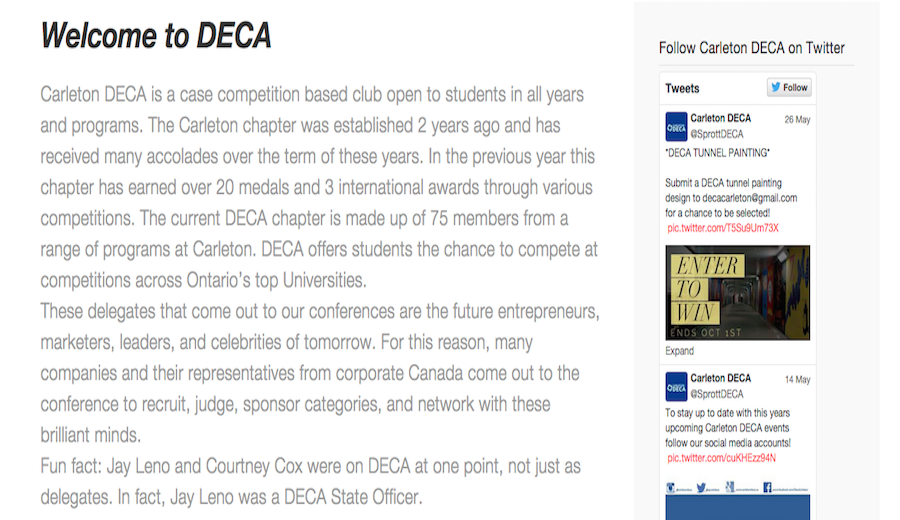 Welcome to DECA
Carleton DECA is a case competition based club open to students in all years
and programs. The Carleton chapter was established 2 years ago and has
received many accolades over the term of these years. In the previous year this
chapter has earned over 20 medals and 3 international awards through various
competitions. The current DECA chapter is made up of 75 members from a
range of programs at Carleton. DECA offers students the chance to compete at
competitions across Ontario's top Universities.
These delegates that come out to our conferences are the future entrepreneurs,
marketers, leaders, and celebrities of tomorrow. For this reason, many
companies and their representatives from corporate Canada come out to the
conference to recruit, judge, sponsor categories, and network with these
brilliant minds.
Fun fact: Jay Leno and Courtney Cox were on DECA at one point, not just as
delegates. In fact, Jay Leno was a DECA State Officer.
Follow Carleton DECA on Twitter
Tweets
Follow
DECA
Carleton DECA
26 May
@SprottDECA
*DECA TUNNEL PAINTING*
Submit a DECA tunnel painting
design to decacarleton@gmail.com
for a chance to be selected!
pic.twitter.com/T5Su9Um73X
ENTER
TO
WIN
ENDS OCT 1ST
Expand
DECA
Carleton DECA
14 May
@SprottDECA
To stay up to date with this years
upcoming Carleton DECA events
follow our social media accounts!
pic.twitter.com/cuKHEzz94N